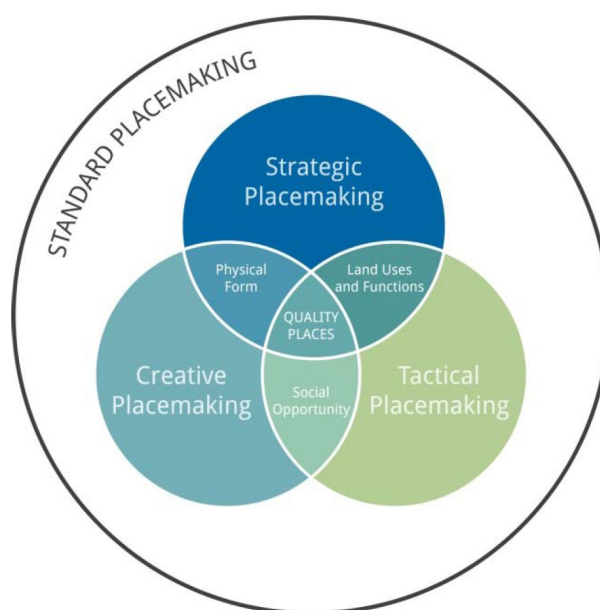 STANDARD PLACEMAKING
Strategic
Placemaking
Physical
Form
Land Uses
and Functions
QUALITY
PLACES
Creative
Placemaking
Social
Opportunity
Tactical
Placemaking